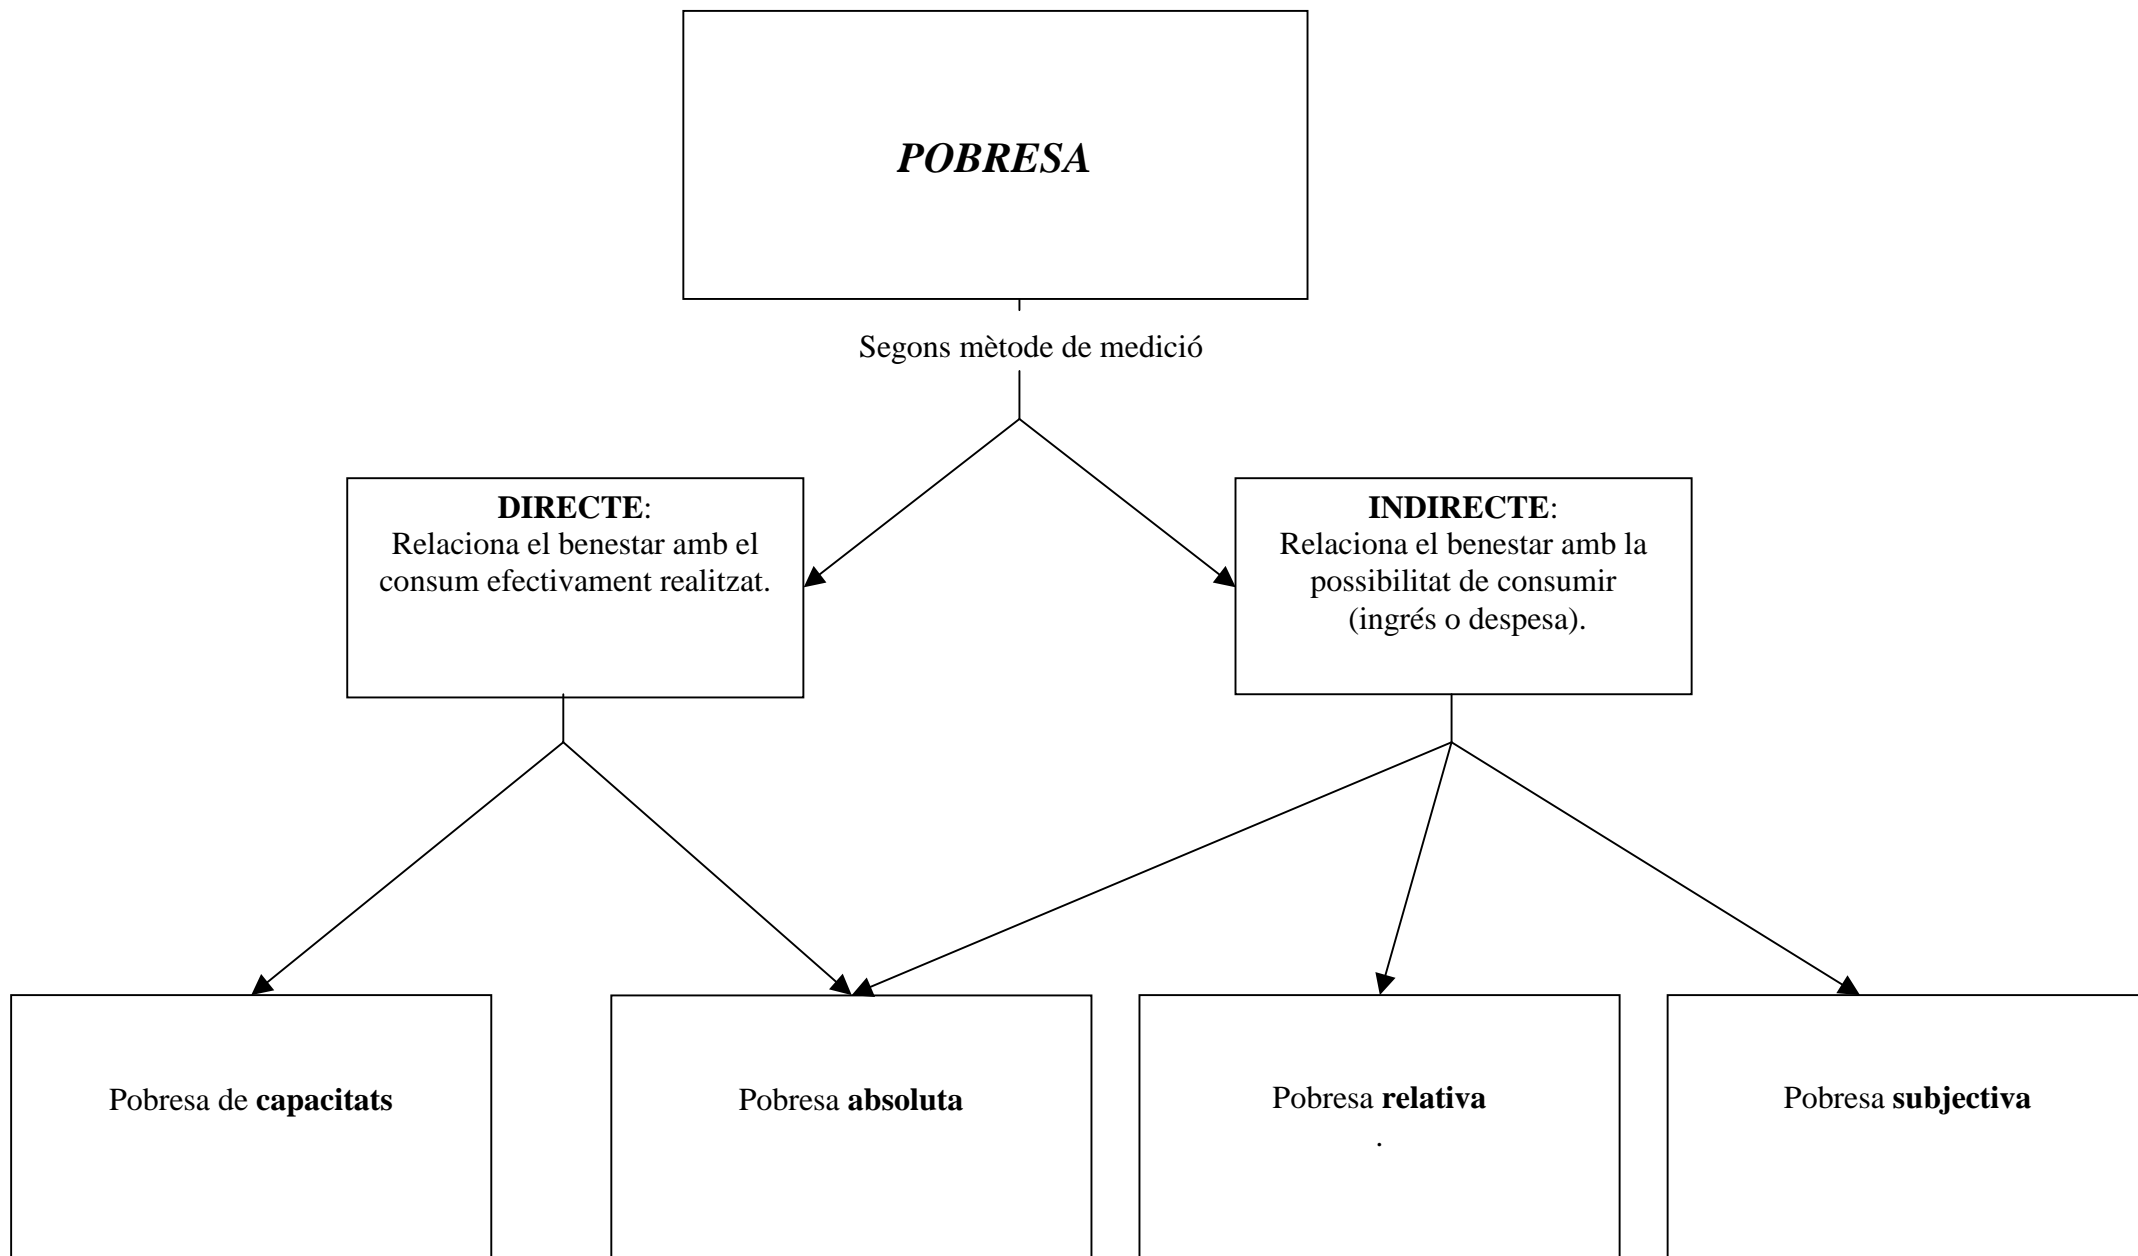 POBRESA
Segons mètode de medició
DIRECTE:
Relaciona el benestar amb el
consum efectivament realitzat.
INDIRECTE:
Relaciona el benestar amb la
possibilitat de consumir
(ingrés o despesa).
Pobresa de capacitats
Pobresa absoluta
Pobresa relativa
.
Pobresa subjectiva